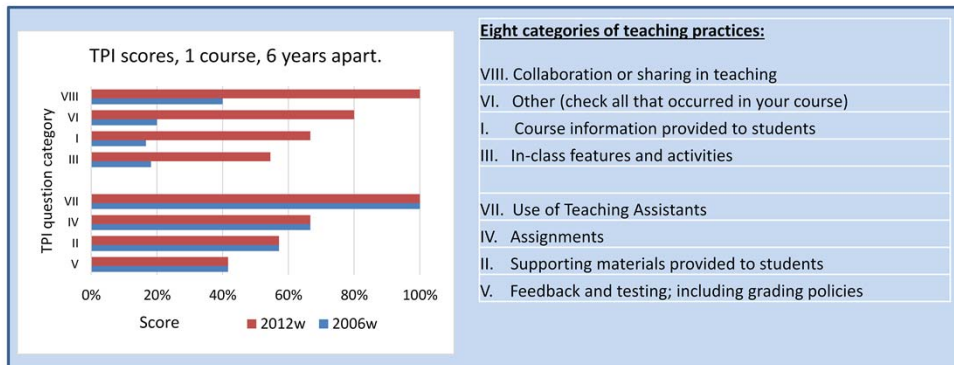 TPI scores, 1 course, 6 years apart.
TPI question category
VIII
VI
I
III
VII
IV
II
V
0% 20% 40% 60% 80% 100%
Score
2012w 2006w
Eight categories of teaching practices:
VIII. Collaboration or sharing in teaching
VI. Other (check all that occurred in your course)
I. Course information provided to students
III. In-class features and activities
VII. Use of Teaching Assistants
IV. Assignments
II. Supporting materials provided to students
V. Feedback and testing; including grading policies